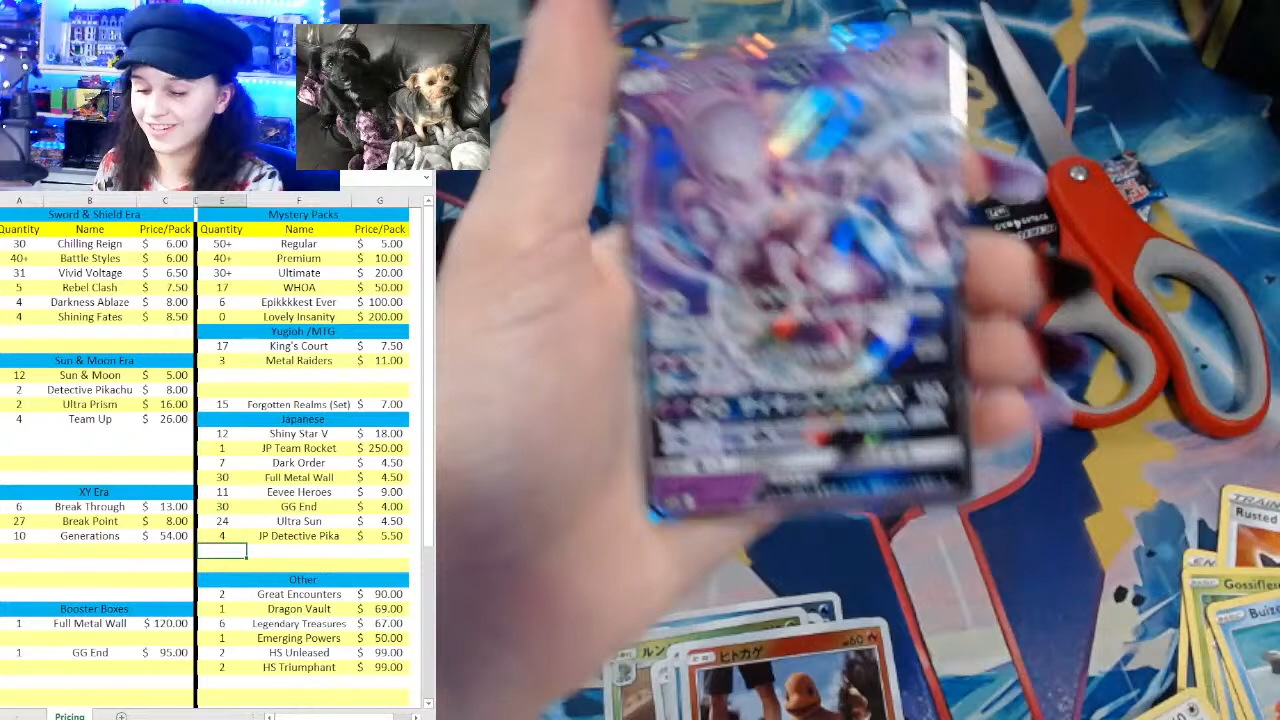 A B C E F G
Sword & Shield Era
Quantity Name Price/Pack
30 Chilling Reign $ 6.00
40+ Battle Styles $ 6.00
31 Vivid Voltage $ 6.50
5 Rebel Clash $ 7.50
4 Darkness Ablaze $ 8.00
4 Shining Fates $ 8.50
Sun & Moon Era
12 Sun & Moon $ 5.00
2 Detective Pikachu $ 8.00
2 Ultra Prism $ 16.00
4 Team Up $ 26.00
XY Era
6 Break Through $ 13.00
27 Break Point $ 8.00
10 Generations $ 54.00
Booster Boxes
1 Full Metal Wall $ 120.00
1 GG End $ 95.00
Mystery Packs
Quantity Name Price/Pack
50+ Regular $ 5.00
40+ Premium $ 10.00
30+ Ultimate $ 20.00
17 WHOA $ 50.00
6 Epikkkkest Ever $ 100.00
0 Lovely Insanity $ 200.00
Yugioh /MTG
17 King's Court $ 7.50
3 Metal Raiders $ 11.00
15 Forgotten Realms (Set) $ 7.00
Japanese
12 Shiny Star V $ 18.00
1 JP Team Rocket $ 250.00
7 Dark Order $ 4.50
30 Full Metal Wall $ 4.50
11 Eevee Heroes $ 9.00
30 GG End $ 4.00
24 Ultra Sun $ 4.50
4 JP Detective Pika $ 5.50
Other
2 Great Encounters $ 90.00
1 Dragon Vault $ 69.00
6 Legendary Treasures $ 67.00
1 Emerging Powers $ 50.00
2 HS Unleased $ 99.00
2 HS Triumphant $ 99.00
Pricing
ルン
ヒトカゲ
60
TRAIN
Rusted
BASIC Gossifleu
BASIC Buize